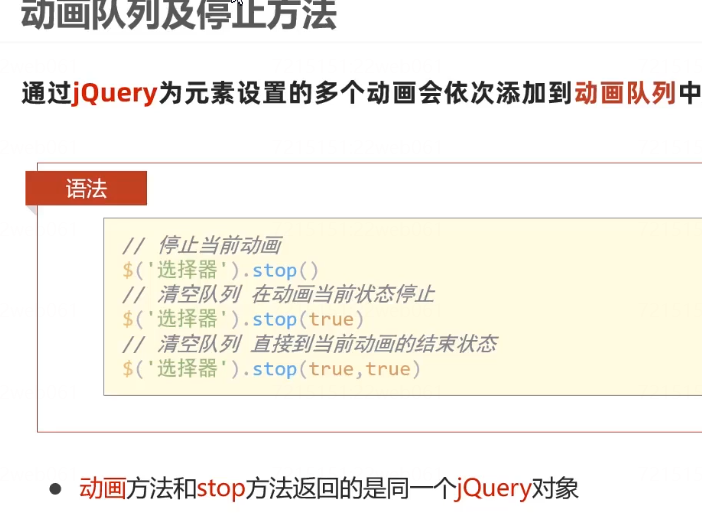 动画队列及停止方法
通过jQuery为元素设置的多个动画会依次添加到动画队列中
语法
// 停止当前动画
$('选择器').stop()
// 清空队列 在动画当前状态停止
$('选择器').stop(true)
// 清空队列 直接到当前动画的结束状态
$('选择器').stop(true,true)
● 动画方法和stop方法返回的是同一个jQuery对象